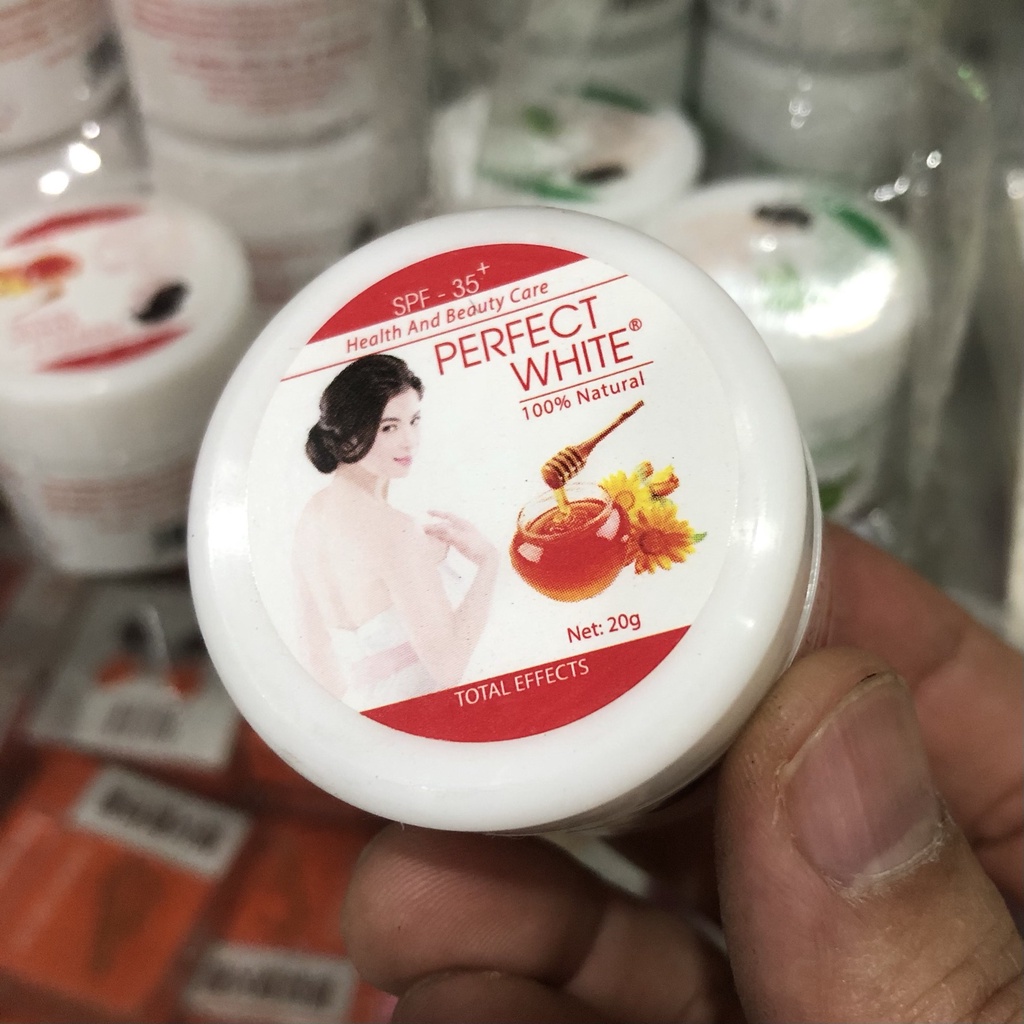 SPF - 35+
Health And Beauty Care
PERFECT
WHITE®
100% Natural
Net: 20g
TOTAL EFFECTS